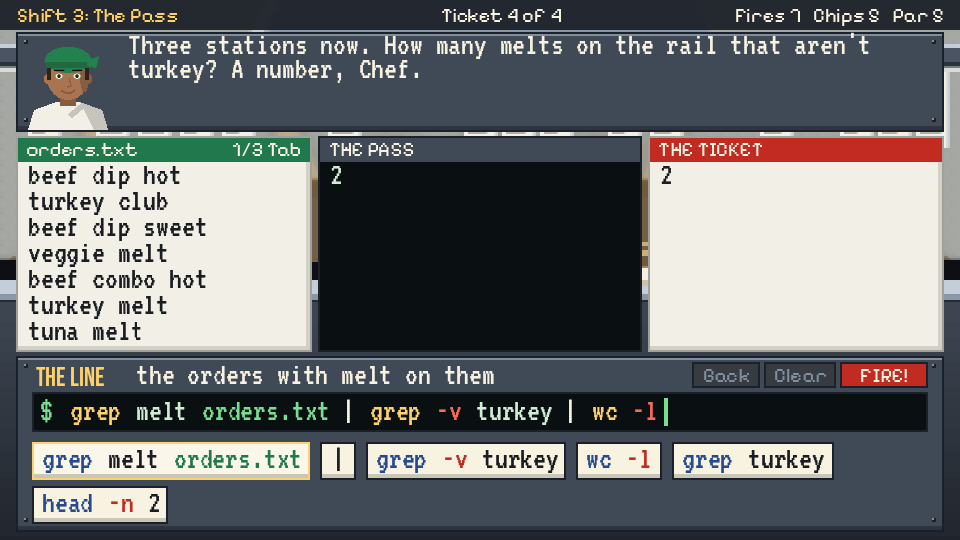 Shift 3: The Pass
Ticket 4 of 4
Fires 7 Chips 8 Par 8
Three stations now. How many melts on the rail that aren't
turkey? A number, Chef.
orders.txt
1/3 Tab
beef dip hot
turkey club
beef dip sweet
veggie melt
beef combo hot
turkey melt
tuna melt
THE PASS
2
THE TICKET
2
THE LINE
the orders with melt on them
Back
Clear
FIRE!
$ grep melt orders.txt | grep -v turkey | wc -l
grep melt orders.txt
|
grep -v turkey
wc -l
grep turkey
head -n 2